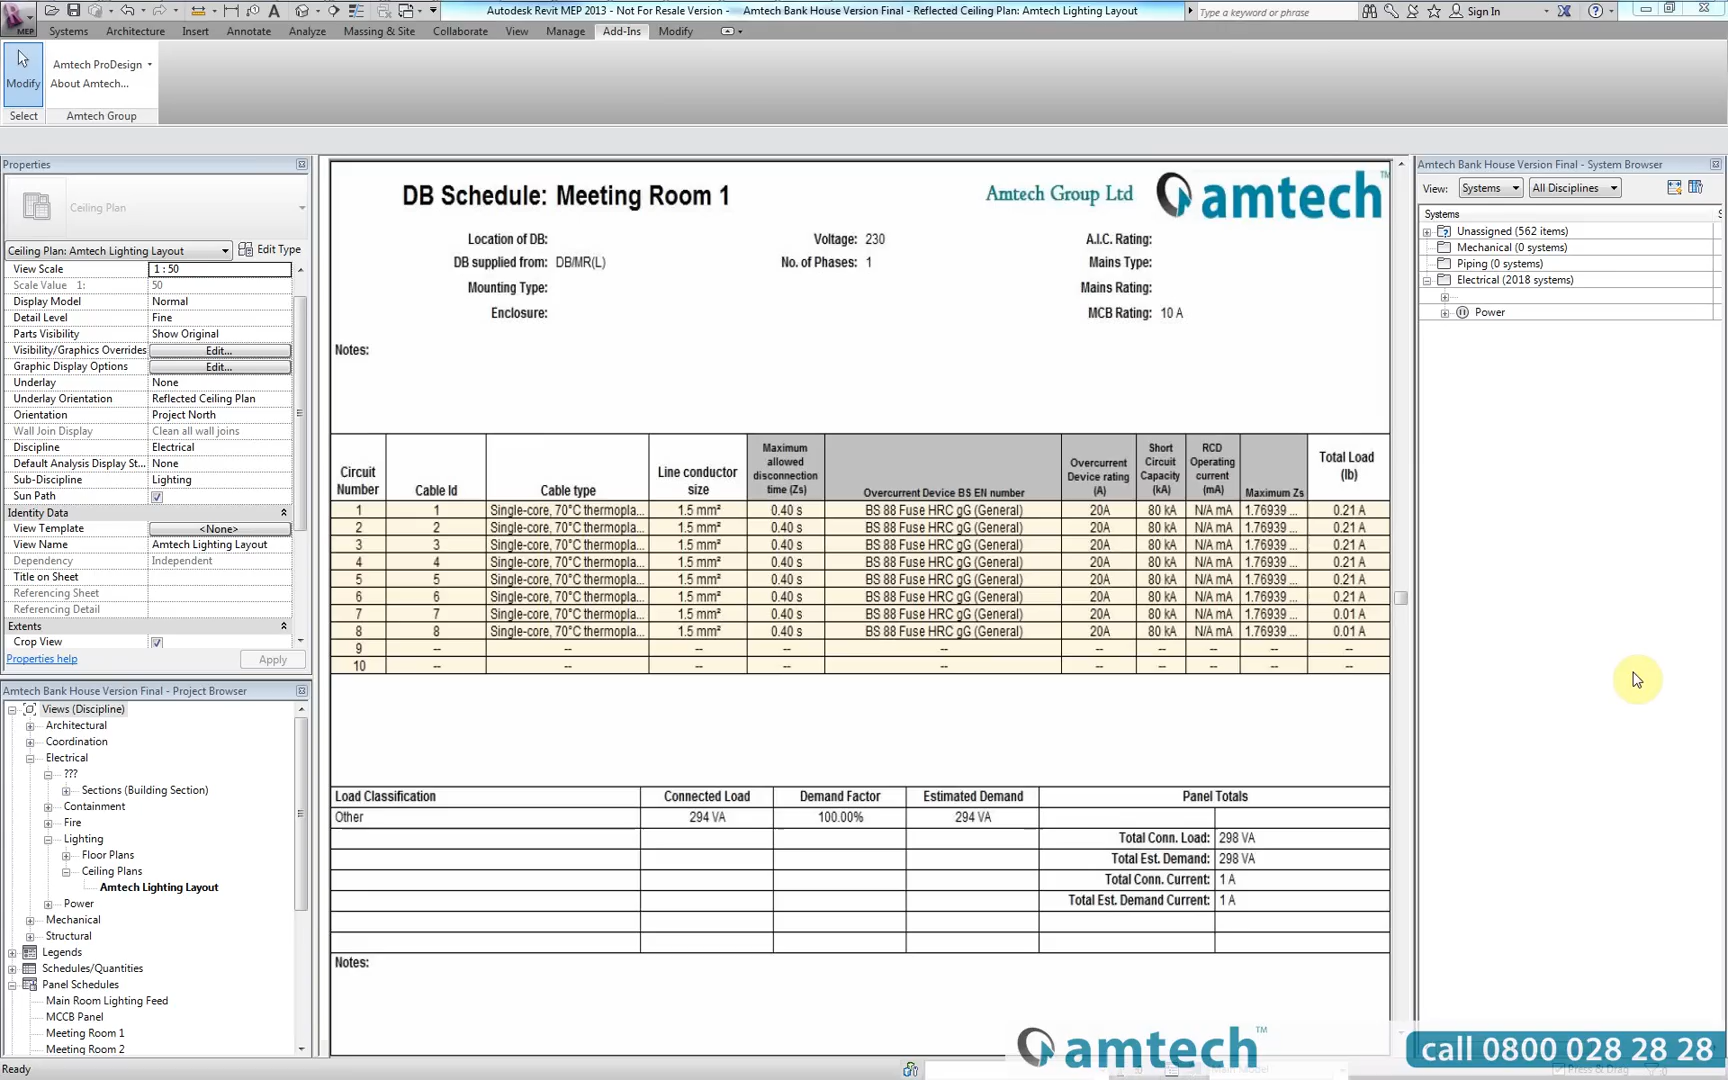 Autodesk Revit MEP 2013 - Not For Resale Version - Amtech Bank House Version Final - Reflected Ceiling Plan: Amtech Lighting Layout
Type a keyword or phrase
Sign In
MEP
Systems Architecture Insert Annotate Analyze Massing & Site Collaborate View Manage Add-Ins Modify
Modify
Amtech ProDesign
About Amtech...
Select
Amtech Group
Properties
Ceiling Plan
Ceiling Plan: Amtech Lighting Layout
Edit Type
View Scale 1 : 50
Scale Value 1: 50
Display Model Normal
Detail Level Fine
Parts Visibility Show Original
Visibility/Graphics Overrides Edit...
Graphic Display Options Edit...
Underlay None
Underlay Orientation Reflected Ceiling Plan
Orientation Project North
Wall Join Display Clean all wall joins
Discipline Electrical
Default Analysis Display St... None
Sub-Discipline Lighting
Sun Path
Identity Data
View Template <None>
View Name Amtech Lighting Layout
Dependency Independent
Title on Sheet
Referencing Sheet
Referencing Detail
Extents
Crop View
Properties help
Apply
Amtech Bank House Version Final - Project Browser
Views (Discipline)
Architectural
Coordination
Electrical
???
Sections (Building Section)
Containment
Fire
Lighting
Floor Plans
Ceiling Plans
Amtech Lighting Layout
Power
Mechanical
Structural
Legends
Schedules/Quantities
Panel Schedules
Main Room Lighting Feed
MCCB Panel
Meeting Room 1
Meeting Room 2
Ready
DB Schedule: Meeting Room 1
Amtech Group Ltd
amtech™
Location of DB:
Voltage: 230
A.I.C. Rating:
DB supplied from: DB/MR(L)
No. of Phases: 1
Mains Type:
Mounting Type:
Mains Rating:
Enclosure:
MCB Rating: 10 A
Notes:
Circuit Number
Cable Id
Cable type
Line conductor size
Maximum allowed disconnection time (Zs)
Overcurrent Device BS EN number
Overcurrent Device rating (A)
Short Circuit Capacity (kA)
RCD Operating current (mA)
Maximum Zs
Total Load (lb)
1 1 Single-core, 70°C thermopla... 1.5 mm² 0.40 s BS 88 Fuse HRC gG (General) 20A 80 kA N/A mA 1.76939 ... 0.21 A
2 2 Single-core, 70°C thermopla... 1.5 mm² 0.40 s BS 88 Fuse HRC gG (General) 20A 80 kA N/A mA 1.76939 ... 0.21 A
3 3 Single-core, 70°C thermopla... 1.5 mm² 0.40 s BS 88 Fuse HRC gG (General) 20A 80 kA N/A mA 1.76939 ... 0.21 A
4 4 Single-core, 70°C thermopla... 1.5 mm² 0.40 s BS 88 Fuse HRC gG (General) 20A 80 kA N/A mA 1.76939 ... 0.21 A
5 5 Single-core, 70°C thermopla... 1.5 mm² 0.40 s BS 88 Fuse HRC gG (General) 20A 80 kA N/A mA 1.76939 ... 0.21 A
6 6 Single-core, 70°C thermopla... 1.5 mm² 0.40 s BS 88 Fuse HRC gG (General) 20A 80 kA N/A mA 1.76939 ... 0.21 A
7 7 Single-core, 70°C thermopla... 1.5 mm² 0.40 s BS 88 Fuse HRC gG (General) 20A 80 kA N/A mA 1.76939 ... 0.01 A
8 8 Single-core, 70°C thermopla... 1.5 mm² 0.40 s BS 88 Fuse HRC gG (General) 20A 80 kA N/A mA 1.76939 ... 0.01 A
9 -- -- -- -- -- -- -- -- -- --
10 -- -- -- -- -- -- -- -- -- --
Load Classification Connected Load Demand Factor Estimated Demand Panel Totals
Other 294 VA 100.00% 294 VA
Total Conn. Load: 298 VA
Total Est. Demand: 298 VA
Total Conn. Current: 1 A
Total Est. Demand Current: 1 A
Notes:
amtech™
call 0800 028 28 28
Press & Drag
Amtech Bank House Version Final - System Browser
View: Systems All Disciplines
Systems
Unassigned (562 items)
Mechanical (0 systems)
Piping (0 systems)
Electrical (2018 systems)
Power